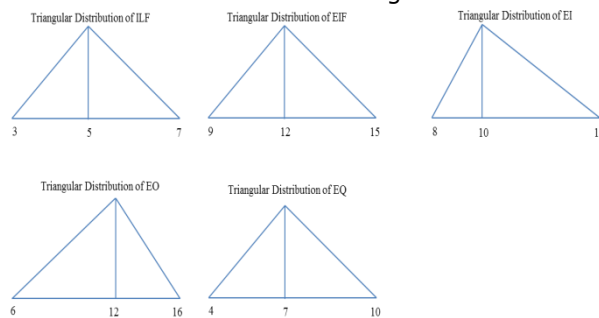 Triangular Distribution of ILF
3 5 7
Triangular Distribution of EIF
9 12 15
Triangular Distribution of EI
8 10
Triangular Distribution of EO
6 12 16
Triangular Distribution of EQ
4 7 10